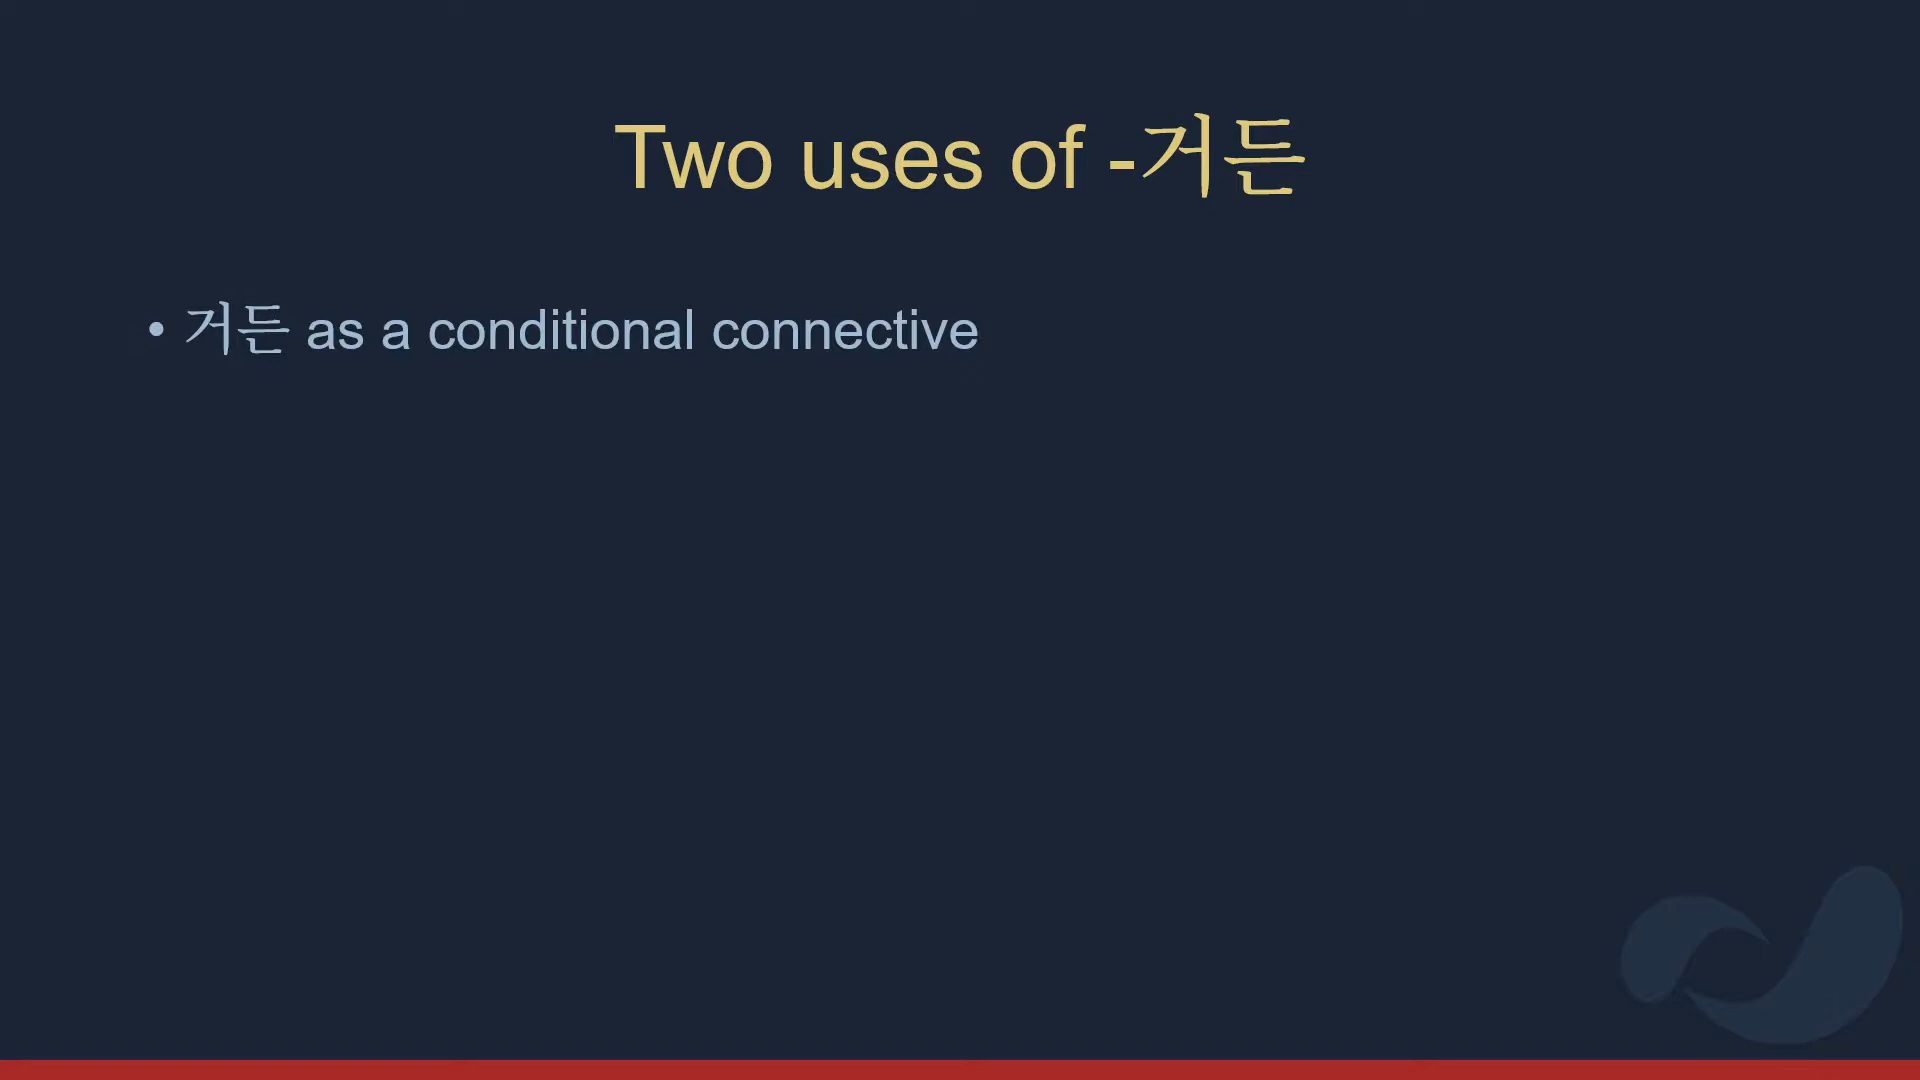 Two uses of -거든
• 거든 as a conditional connective